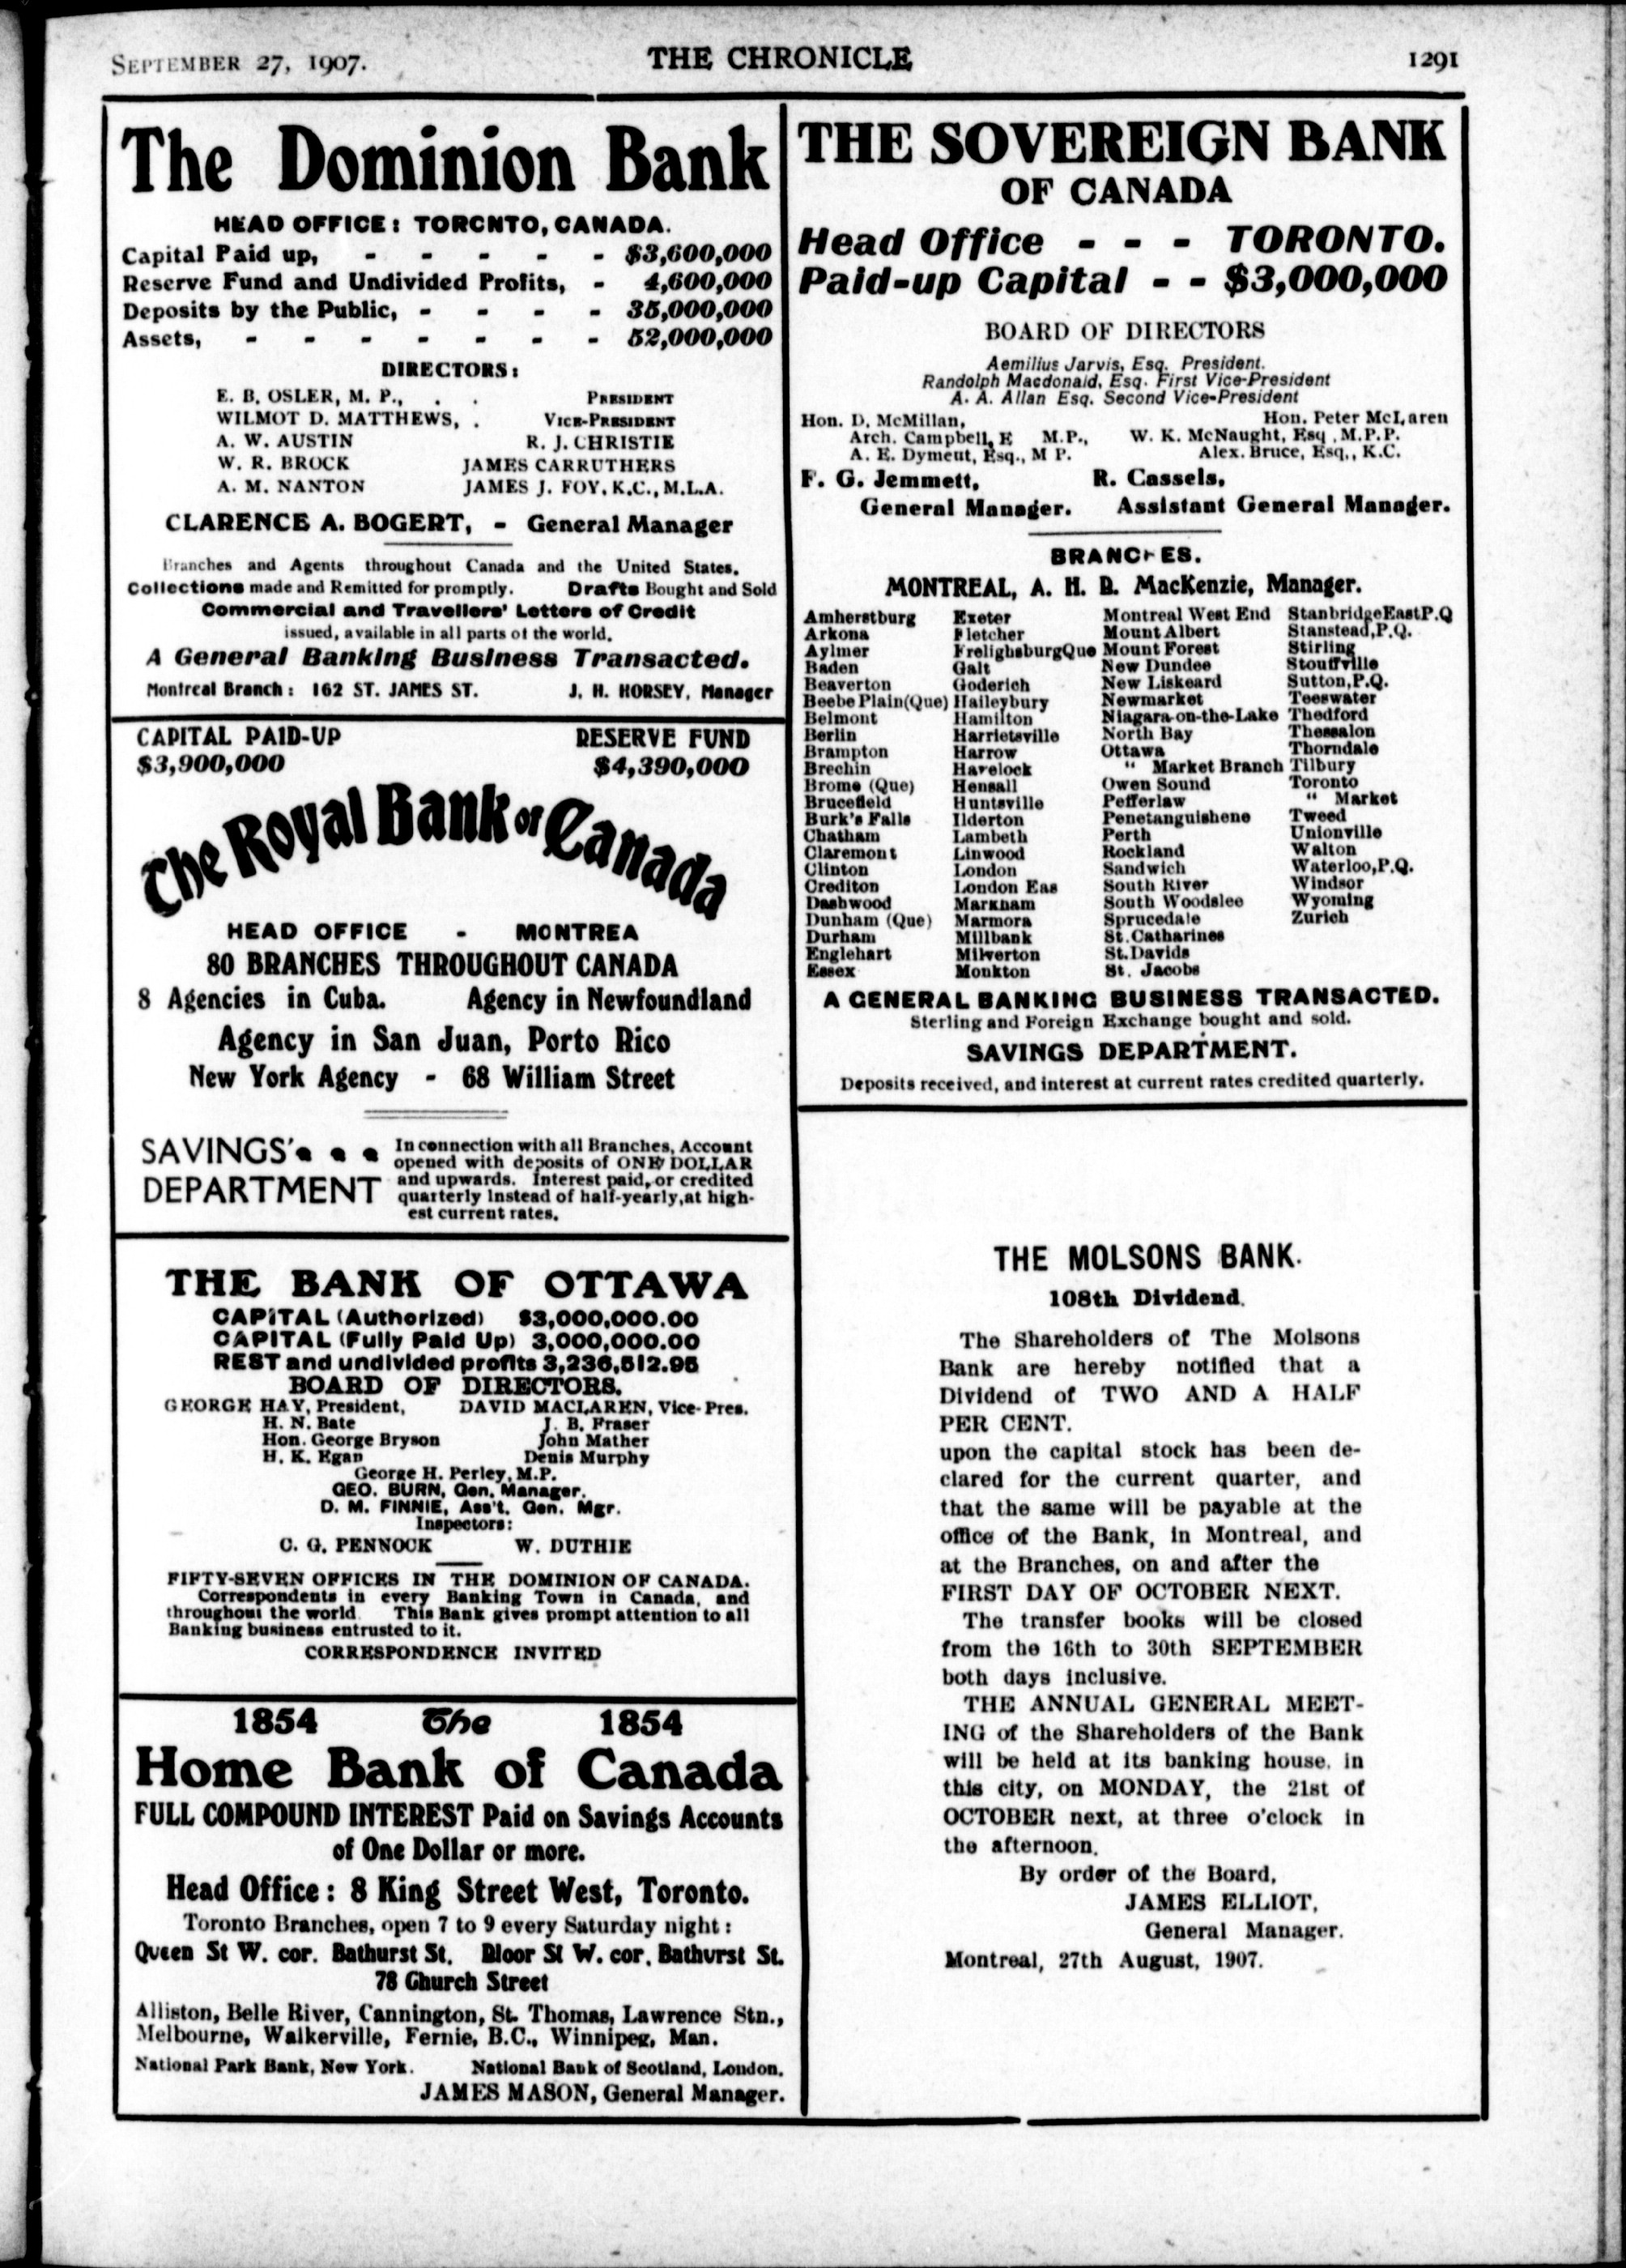 SEPTEMBER 27, 1907.
THE CHRONICLE
1291
The Dominion Bank
HEAD OFFICE: TORONTO, CANADA.
Capital Paid up, - - - - - $3,600,000
Reserve Fund and Undivided Profits, - 4,600,000
Deposits by the Public, - - - - 35,000,000
Assets, - - - - - - - 52,000,000
DIRECTORS:
E. B. OSLER, M. P., . . PRESIDENT
WILMOT D. MATTHEWS, . VICE-PRESIDENT
A. W. AUSTIN R. J. CHRISTIE
W. R. BROCK JAMES CARRUTHERS
A. M. NANTON JAMES J. FOY, K.C., M.L.A.
CLARENCE A. BOGERT, - General Manager
Branches and Agents throughout Canada and the United States.
Collections made and Remitted for promptly. Drafts Bought and Sold
Commercial and Travellers' Letters of Credit
issued, available in all parts of the world.
A General Banking Business Transacted.
Montreal Branch: 162 ST. JAMES ST. J. H. HORSEY, Manager
CAPITAL PAID-UP RESERVE FUND
$3,900,000 $4,390,000
The Royal Bank of Canada
HEAD OFFICE - MONTREA
80 BRANCHES THROUGHOUT CANADA
8 Agencies in Cuba. Agency in Newfoundland
Agency in San Juan, Porto Rico
New York Agency - 68 William Street
SAVINGS'
DEPARTMENT
In connection with all Branches, Account
opened with deposits of ONE DOLLAR
and upwards. Interest paid, or credited
quarterly instead of half-yearly, at high-
est current rates.
THE BANK OF OTTAWA
CAPITAL (Authorized) $3,000,000.00
CAPITAL (Fully Paid Up) 3,000,000.00
REST and undivided profits 3,236,512.95
BOARD OF DIRECTORS.
GEORGE HAY, President, DAVID MACLAREN, Vice-Pres.
H. N. Bate J. B. Fraser
Hon. George Bryson John Mather
H. K. Egan Denis Murphy
George H. Perley, M.P.
GEO. BURN, Gen. Manager.
D. M. FINNIE, Ass't. Gen. Mgr.
Inspectors:
C. G. PENNOCK W. DUTHIE
FIFTY-SEVEN OFFICES IN THE DOMINION OF CANADA.
Correspondents in every Banking Town in Canada, and
throughout the world This Bank gives prompt attention to all
Banking business entrusted to it.
CORRESPONDENCE INVITED
1854 The 1854
Home Bank of Canada
FULL COMPOUND INTEREST Paid on Savings Accounts
of One Dollar or more.
Head Office: 8 King Street West, Toronto.
Toronto Branches, open 7 to 9 every Saturday night:
Queen St W. cor. Bathurst St. Bloor St W. cor. Bathurst St.
78 Church Street
Alliston, Belle River, Cannington, St. Thomas, Lawrence Stn.,
Melbourne, Walkerville, Fernie, B.C., Winnipeg, Man.
National Park Bank, New York. National Bank of Scotland, London.
JAMES MASON, General Manager.
THE SOVEREIGN BANK
OF CANADA
Head Office - - - TORONTO.
Paid-up Capital - - $3,000,000
BOARD OF DIRECTORS
Aemilius Jarvis, Esq. President.
Randolph Macdonald, Esq. First Vice-President
A. A. Allan Esq. Second Vice-President
Hon. D. McMillan, Hon. Peter McLaren
Arch. Campbell, E M.P., W. K. McNaught, Esq., M.P.P.
A. E. Dyment, Esq., M P. Alex. Bruce, Esq., K.C.
F. G. Jemmett, R. Cassels,
General Manager. Assistant General Manager.
BRANCHES.
MONTREAL, A. H. B. MacKenzie, Manager.
Amherstburg Exeter Montreal West End Stanbridge East P.Q
Arkona Fletcher Mount Albert Stanstead, P.Q.
Aylmer Frelighsburg Que Mount Forest Stirling
Baden Galt New Dundee Stouffville
Beaverton Goderich New Liskeard Sutton, P.Q.
Beebe Plain (Que) Haileybury Newmarket Teeswater
Belmont Hamilton Niagara-on-the-Lake Thedford
Berlin Harrietsville North Bay Thessalon
Brampton Harrow Ottawa Thorndale
Brechin Havelock " Market Branch Tilbury
Brome (Que) Hensall Owen Sound Toronto
Brucefield Huntsville Pefferlaw " Market
Burk's Falls Ilderton Penetanguishene Tweed
Chatham Lambeth Perth Unionville
Claremont Linwood Rockland Walton
Clinton London Sandwich Waterloo, P.Q.
Crediton London Eas South River Windsor
Dashwood Markham South Woodslee Wyoming
Dunham (Que) Marmora Sprucedale Zurich
Durham Millbank St. Catharines
Englehart Milverton St. Davids
Essex Monkton St. Jacobs
A GENERAL BANKING BUSINESS TRANSACTED.
Sterling and Foreign Exchange bought and sold.
SAVINGS DEPARTMENT.
Deposits received, and interest at current rates credited quarterly.
THE MOLSONS BANK.
108th Dividend.
The Shareholders of The Molsons
Bank are hereby notified that a
Dividend of TWO AND A HALF
PER CENT.
upon the capital stock has been de-
clared for the current quarter, and
that the same will be payable at the
office of the Bank, in Montreal, and
at the Branches, on and after the
FIRST DAY OF OCTOBER NEXT.
The transfer books will be closed
from the 16th to 30th SEPTEMBER
both days inclusive.
THE ANNUAL GENERAL MEET-
ING of the Shareholders of the Bank
will be held at its banking house, in
this city, on MONDAY, the 21st of
OCTOBER next, at three o'clock in
the afternoon.
By order of the Board,
JAMES ELLIOT,
General Manager.
Montreal, 27th August, 1907.